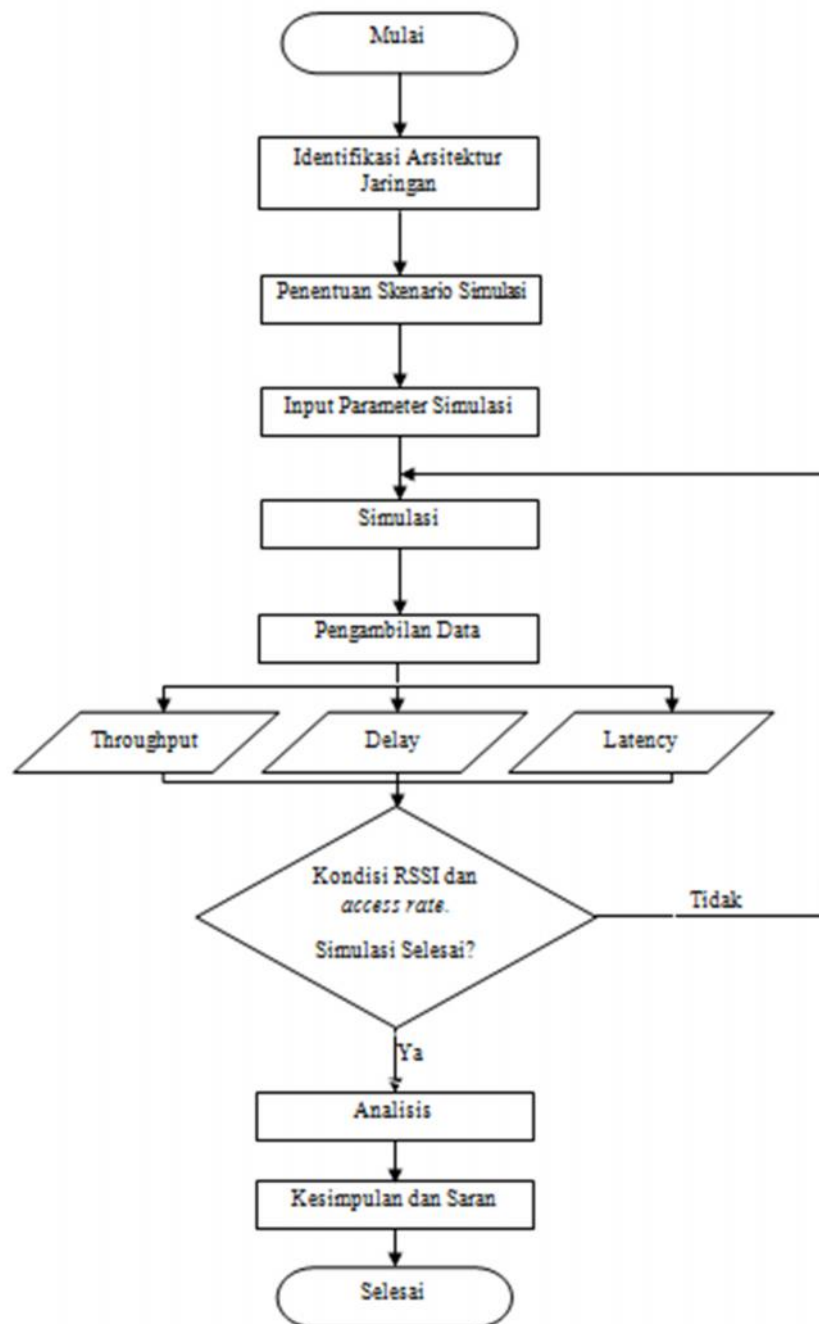 Mulai
Identifikasi Arsitektur
Jaringan
Penentuan Skenario Simulasi
Input Parameter Simulasi
Simulasi
Pengambilan Data
Throughput
Delay
Latency
Kondisi RSSI dan
access rate.
Simulasi Selesai?
Tidak
Ya
Analisis
Kesimpulan dan Saran
Selesai